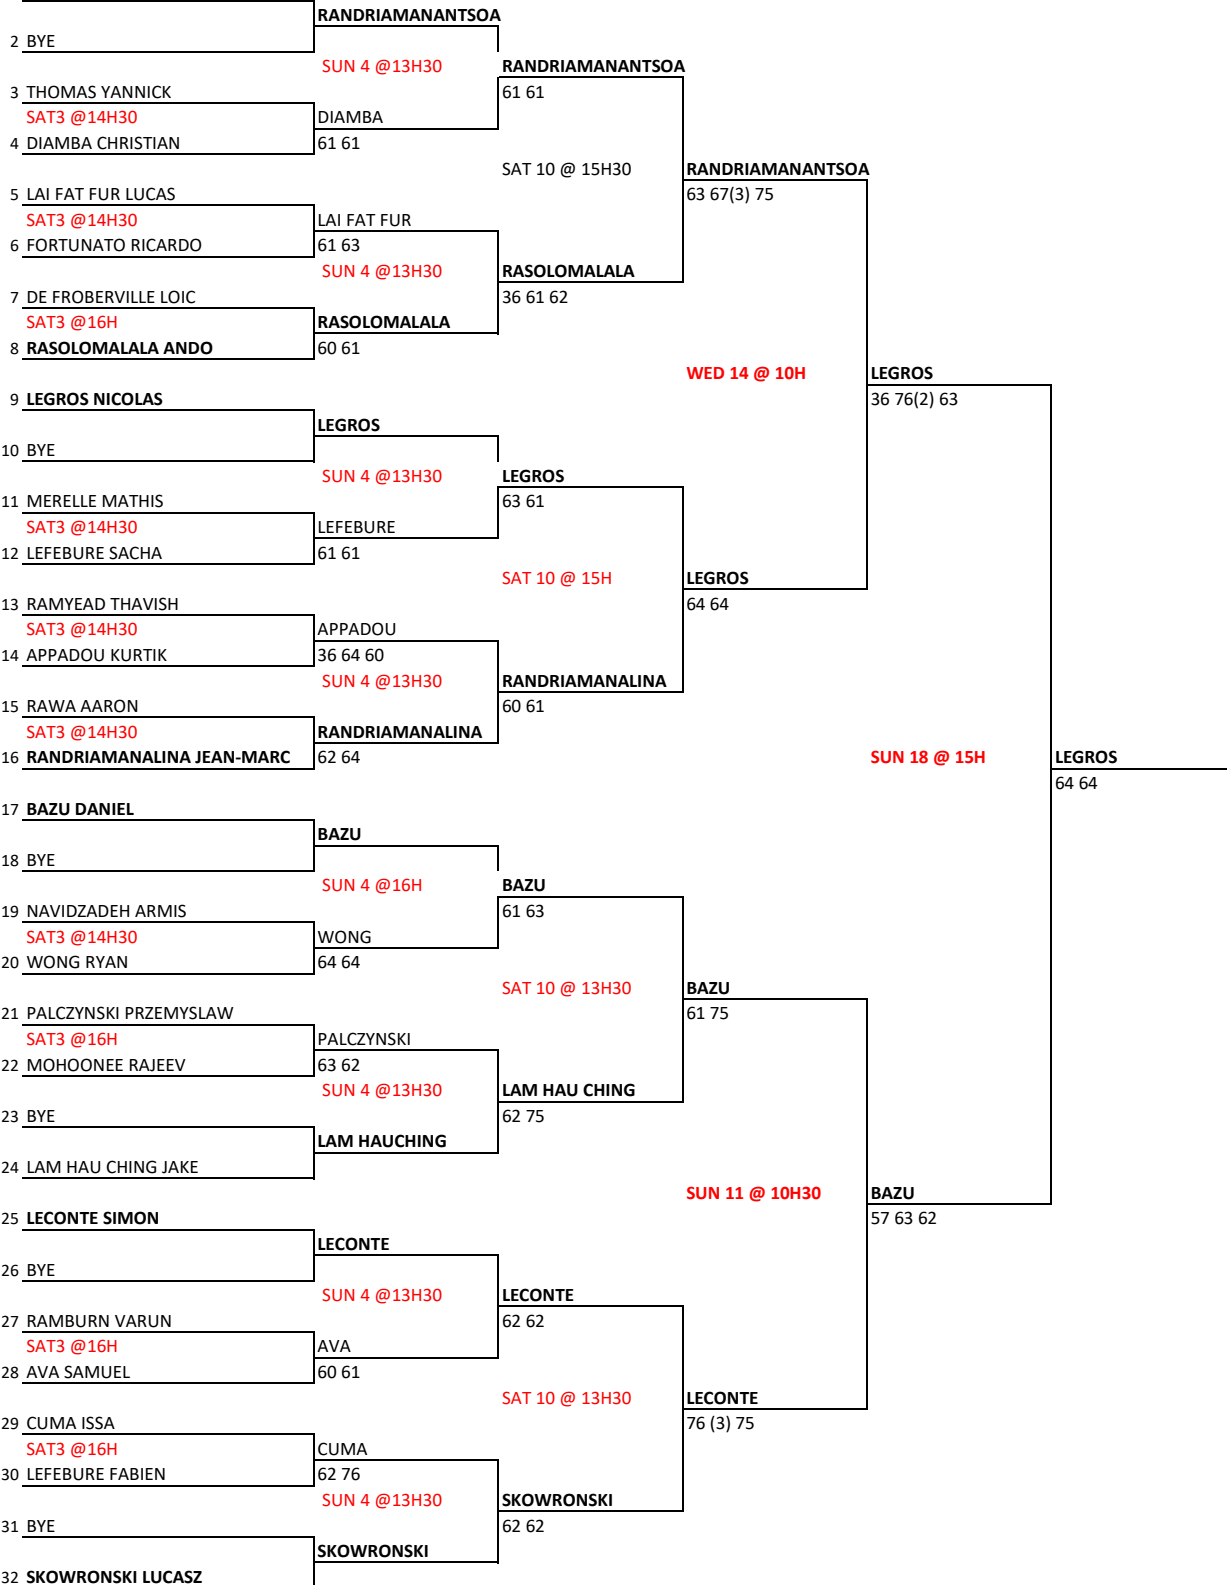 RANDRIAMANANTSOA
2 BYE
SUN 4 @13H30 RANDRIAMANANTSOA
3 THOMAS YANNICK 61 61
SAT3 @14H30 DIAMBA
4 DIAMBA CHRISTIAN 61 61
SAT 10 @ 15H30 RANDRIAMANANTSOA
5 LAI FAT FUR LUCAS 63 67(3) 75
SAT3 @14H30 LAI FAT FUR
6 FORTUNATO RICARDO 61 63
SUN 4 @13H30 RASOLOMALALA
7 DE FROBERVILLE LOIC 36 61 62
SAT3 @16H RASOLOMALALA
8 RASOLOMALALA ANDO 60 61
WED 14 @ 10H LEGROS
9 LEGROS NICOLAS 36 76(2) 63
LEGROS
10 BYE
SUN 4 @13H30 LEGROS
11 MERELLE MATHIS 63 61
SAT3 @14H30 LEFEBURE
12 LEFEBURE SACHA 61 61
SAT 10 @ 15H LEGROS
13 RAMYEAD THAVISH 64 64
SAT3 @14H30 APPADOU
14 APPADOU KURTIK 36 64 60
SUN 4 @13H30 RANDRIAMANALINA
15 RAWA AARON 60 61
SAT3 @14H30 RANDRIAMANALINA
16 RANDRIAMANALINA JEAN-MARC 62 64 SUN 18 @ 15H LEGROS
64 64
17 BAZU DANIEL
BAZU
18 BYE
SUN 4 @16H BAZU
19 NAVIDZADEH ARMIS 61 63
SAT3 @14H30 WONG
20 WONG RYAN 64 64
SAT 10 @ 13H30 BAZU
21 PALCZYNSKI PRZEMYSLAW 61 75
SAT3 @16H PALCZYNSKI
22 MOHOONEE RAJEEV 63 62
SUN 4 @13H30 LAM HAU CHING
23 BYE 62 75
LAM HAUCHING
24 LAM HAU CHING JAKE
SUN 11 @ 10H30 BAZU
25 LECONTE SIMON 57 63 62
LECONTE
26 BYE
SUN 4 @13H30 LECONTE
27 RAMBURN VARUN 62 62
SAT3 @16H AVA
28 AVA SAMUEL 60 61
SAT 10 @ 13H30 LECONTE
29 CUMA ISSA 76 (3) 75
SAT3 @16H CUMA
30 LEFEBURE FABIEN 62 76
SUN 4 @13H30 SKOWRONSKI
31 BYE 62 62
SKOWRONSKI
32 SKOWRONSKI LUCASZ